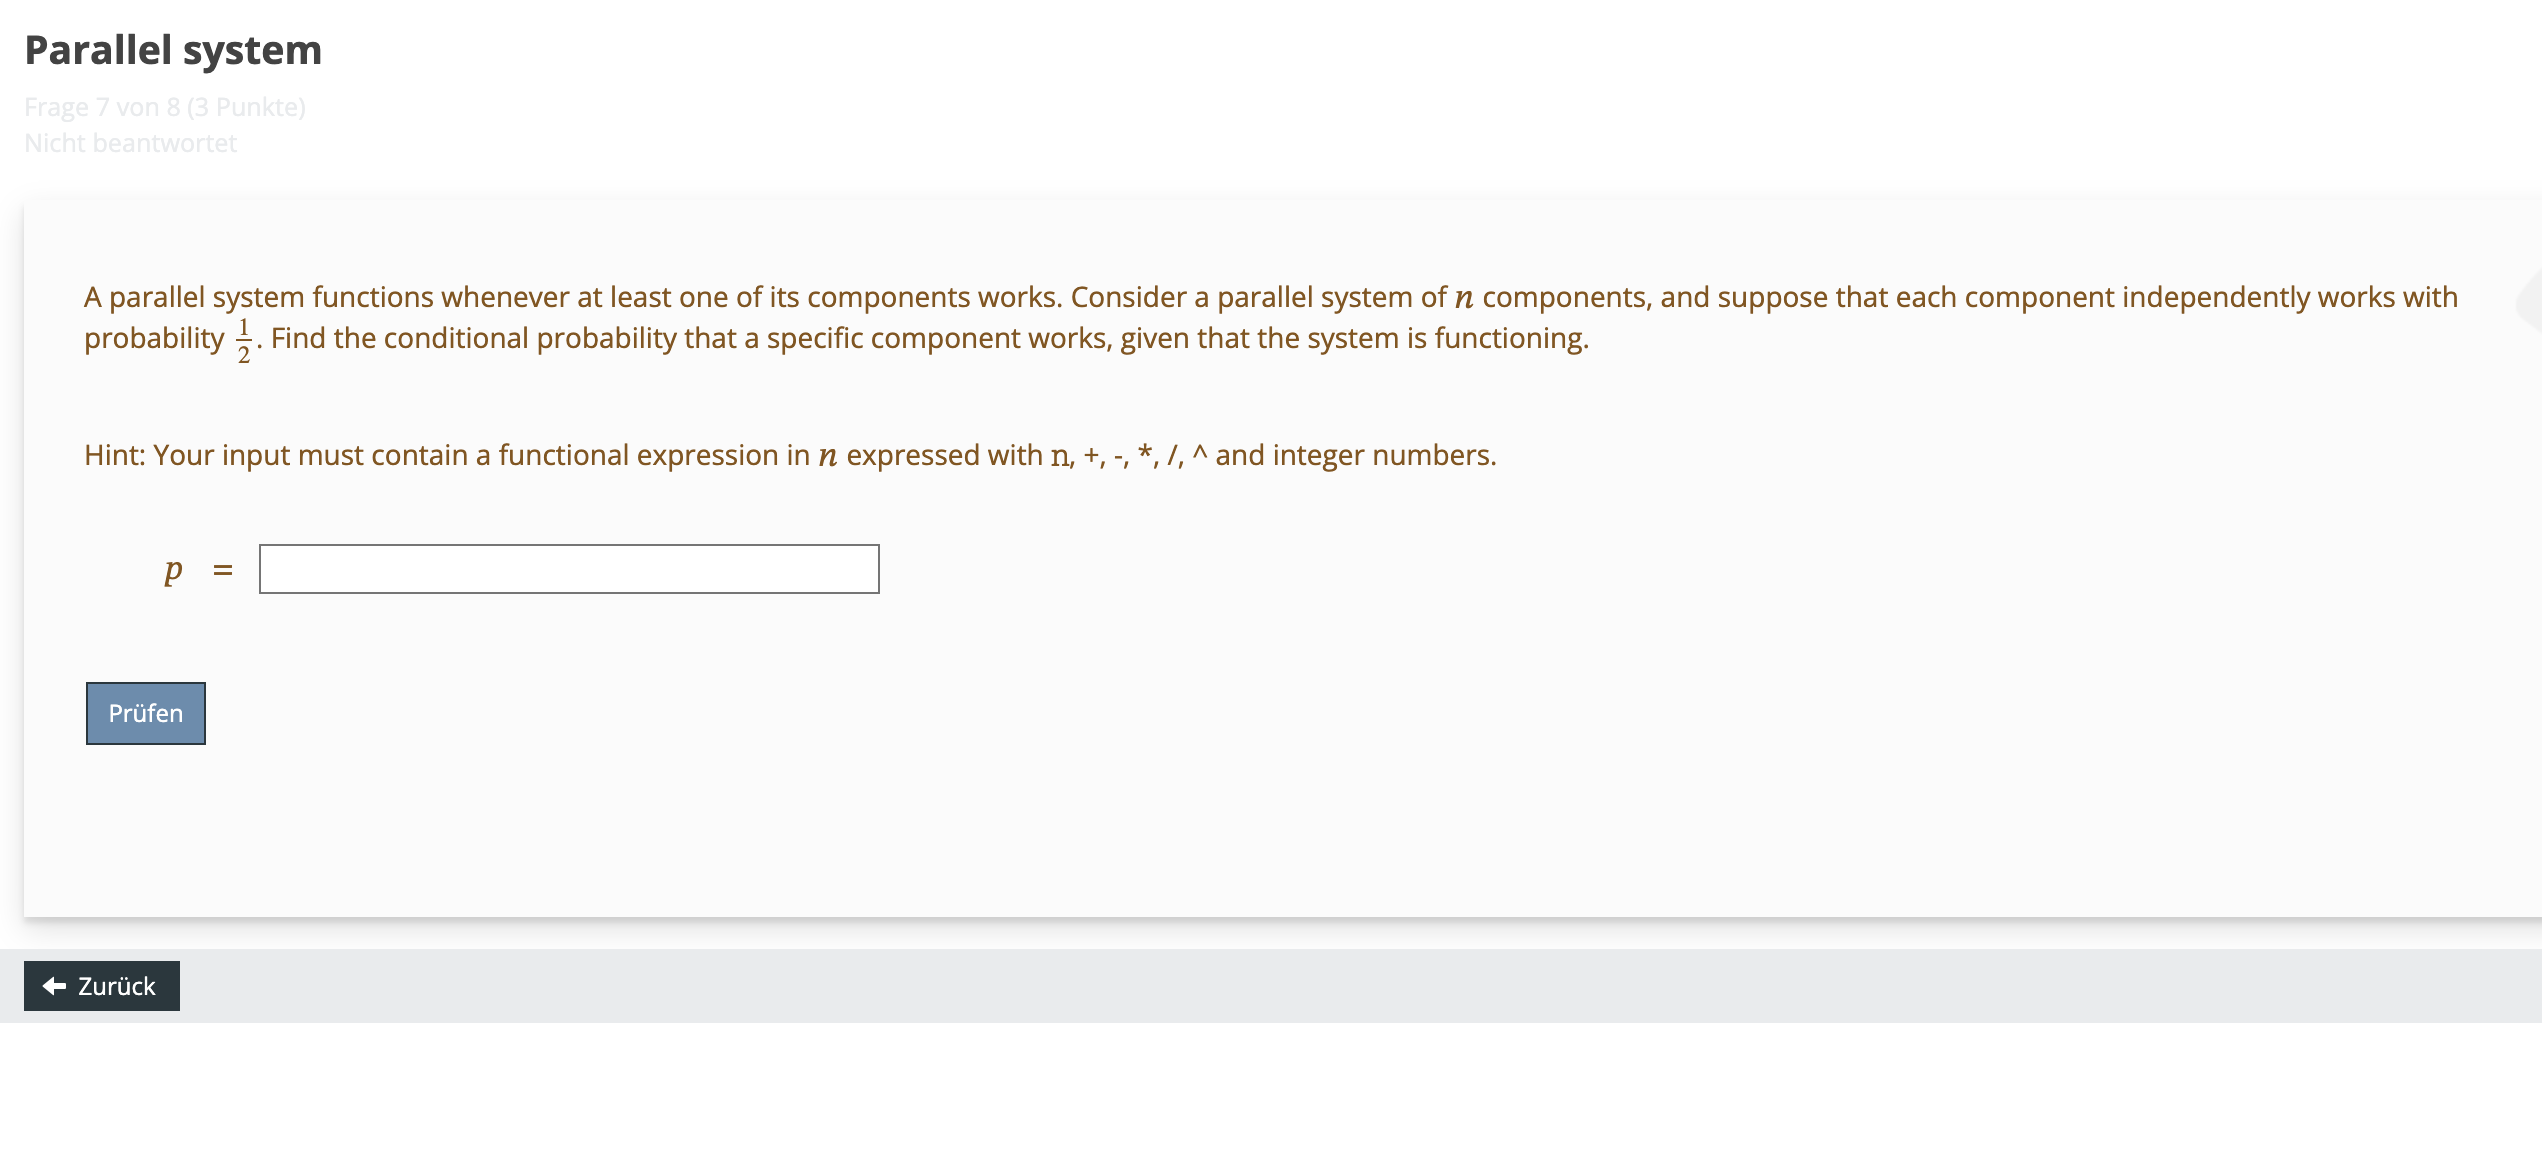 Parallel system
Frage 7 von 8 (3 Punkte)
Nicht beantwortet
A parallel system functions whenever at least one of its components works. Consider a parallel system of n components, and suppose that each component independently works with
probability 1/2. Find the conditional probability that a specific component works, given that the system is functioning.
Hint: Your input must contain a functional expression in n expressed with n, +, -, *, /, ^ and integer numbers.
p =
Prüfen
Zurück